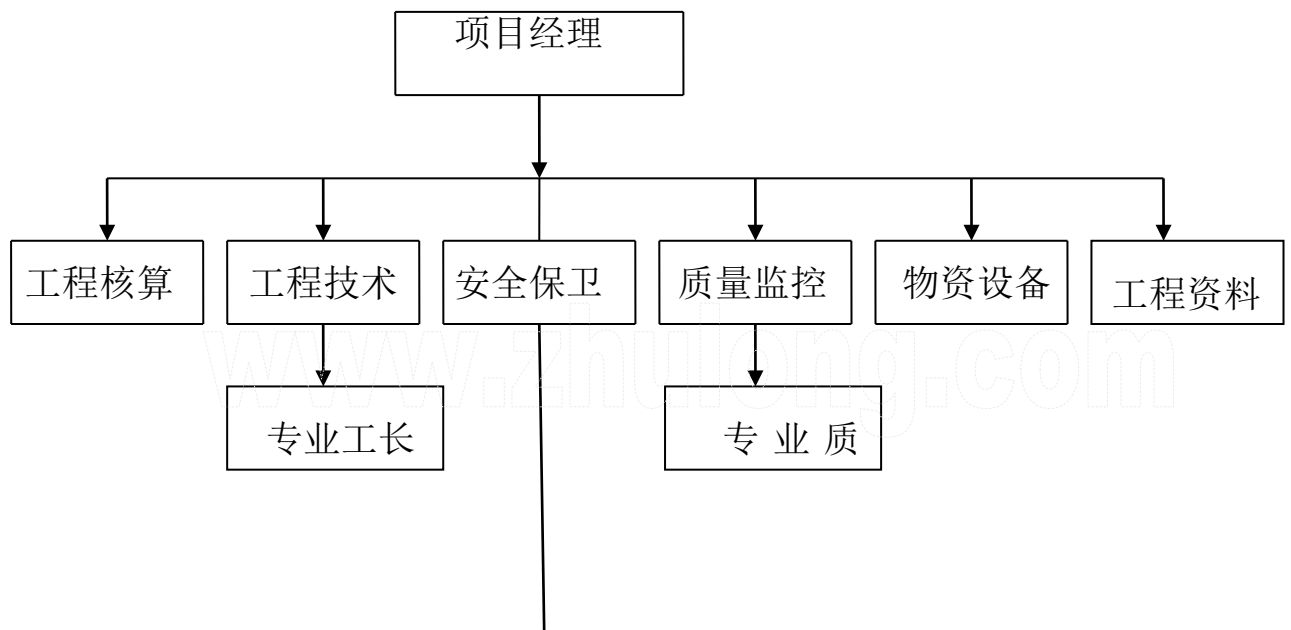 项目经理
工程核算
工程技术
安全保卫
质量监控
物资设备
工程资料
www.zhulong.com
专业工长
专 业 质